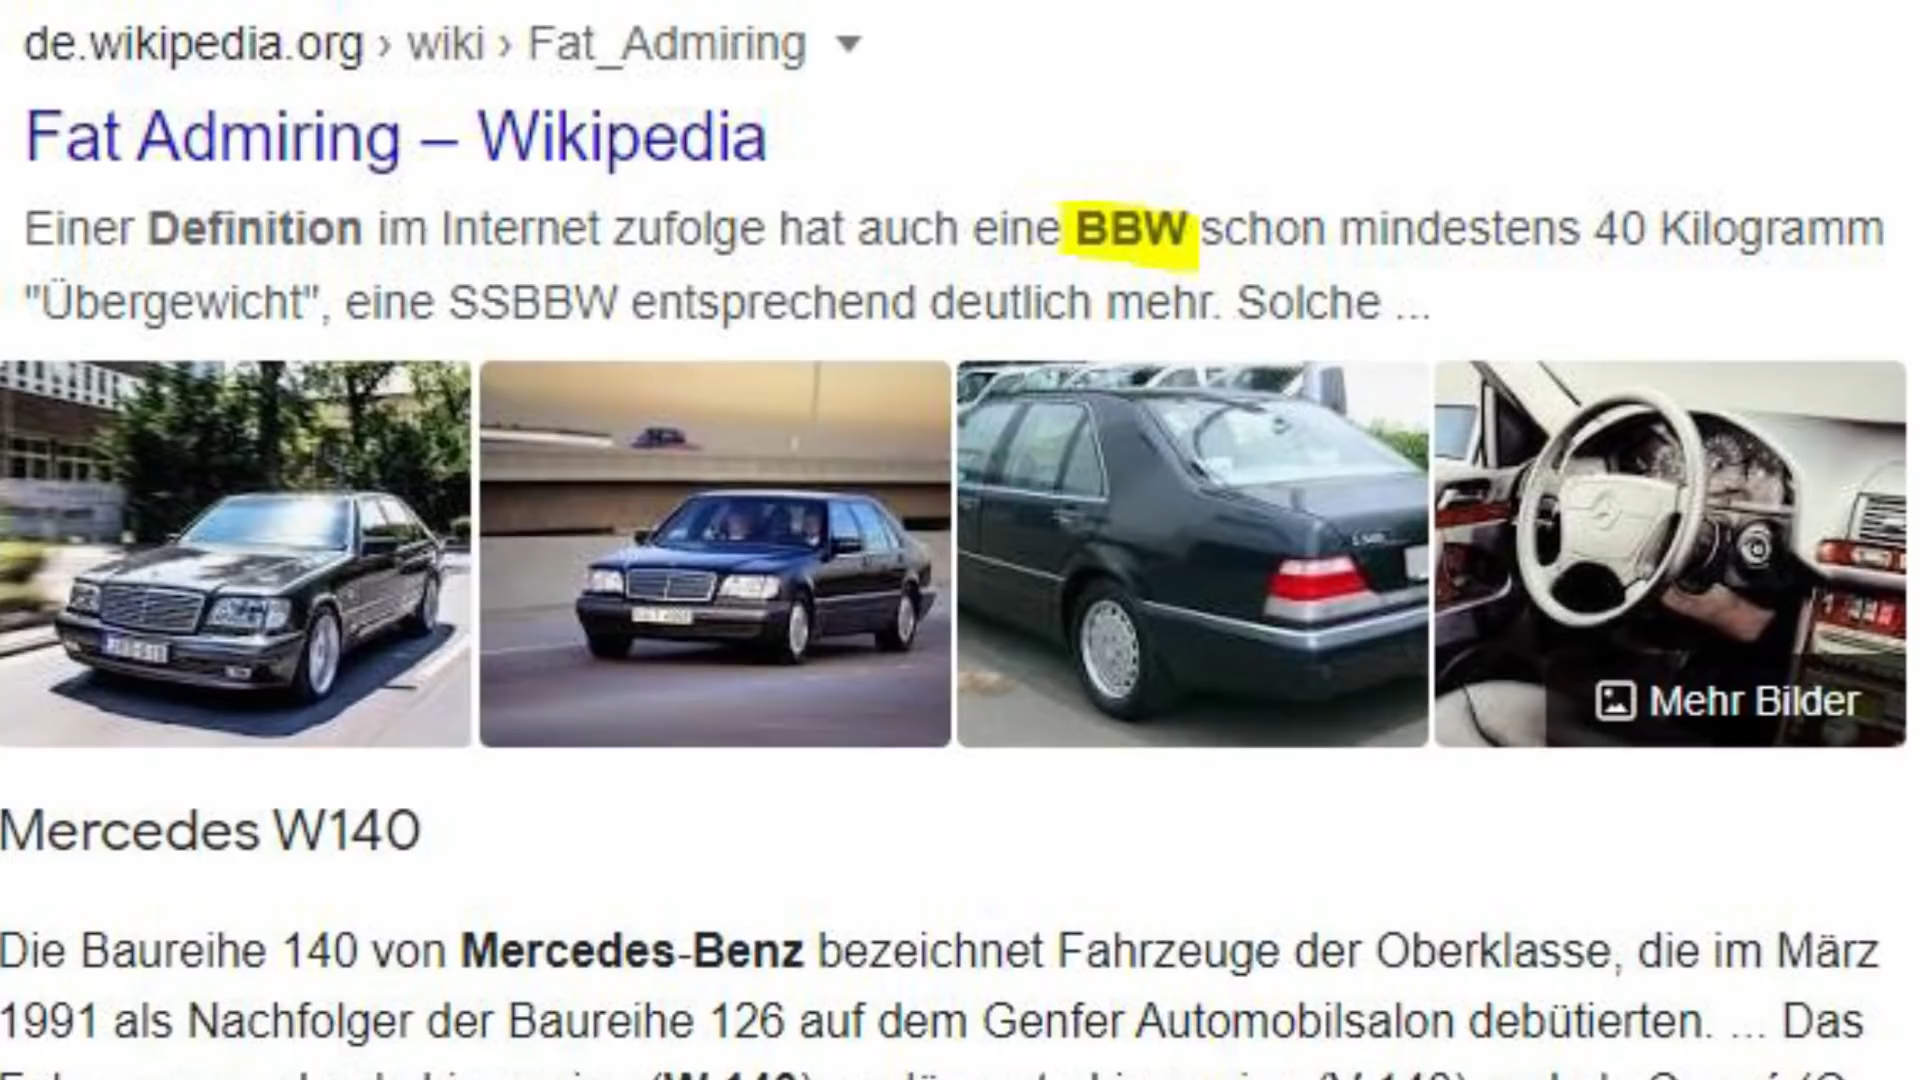 de.wikipedia.org › wiki › Fat_Admiring
Fat Admiring – Wikipedia
Einer Definition im Internet zufolge hat auch eine BBW schon mindestens 40 Kilogramm
"Übergewicht", eine SSBBW entsprechend deutlich mehr. Solche ...
Mehr Bilder
Mercedes W140
Die Baureihe 140 von Mercedes-Benz bezeichnet Fahrzeuge der Oberklasse, die im März
1991 als Nachfolger der Baureihe 126 auf dem Genfer Automobilsalon debütierten. ... Das